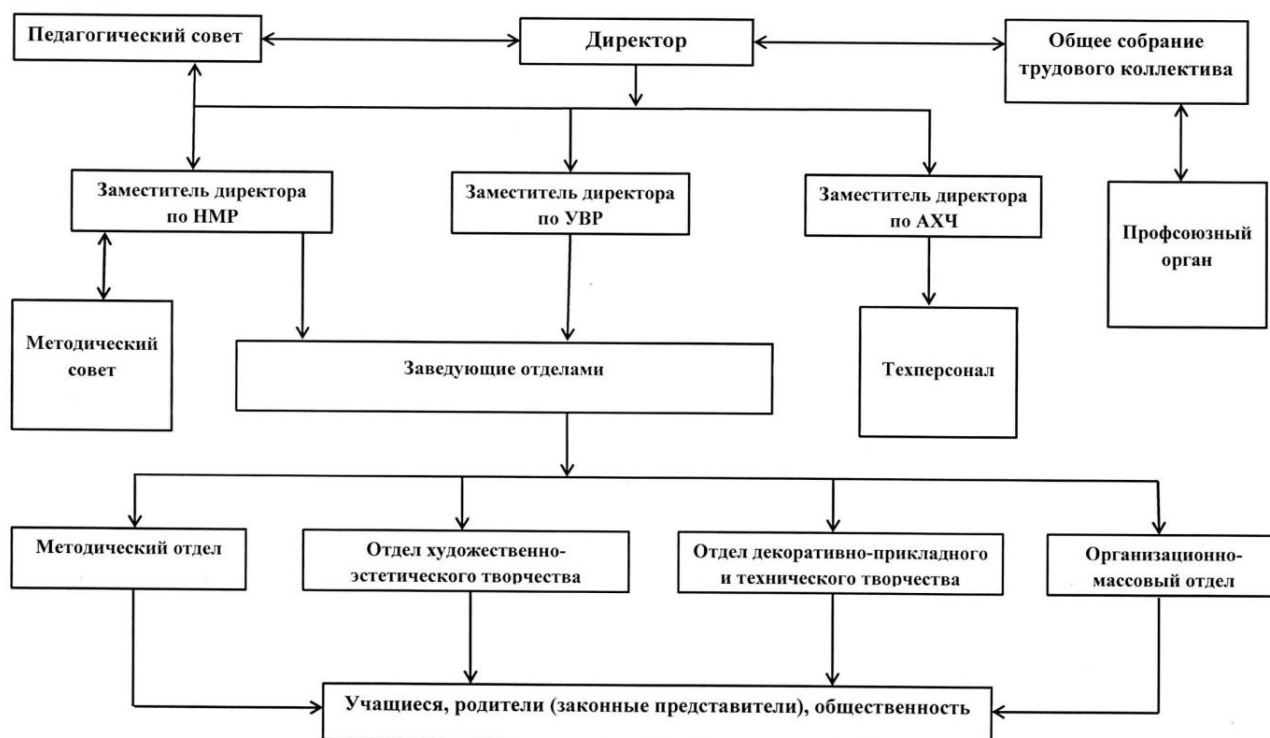 Педагогический совет
Директор
Общее собрание
трудового коллектива
Заместитель директора
по НМР
Заместитель директора
по УВР
Заместитель директора
по АХЧ
Профсоюзный
орган
Методический
совет
Заведующие отделами
Техперсонал
Методический отдел
Отдел художественно-
эстетического творчества
Отдел декоративно-прикладного
и технического творчества
Организационно-
массовый отдел
Учащиеся, родители (законные представители), общественность